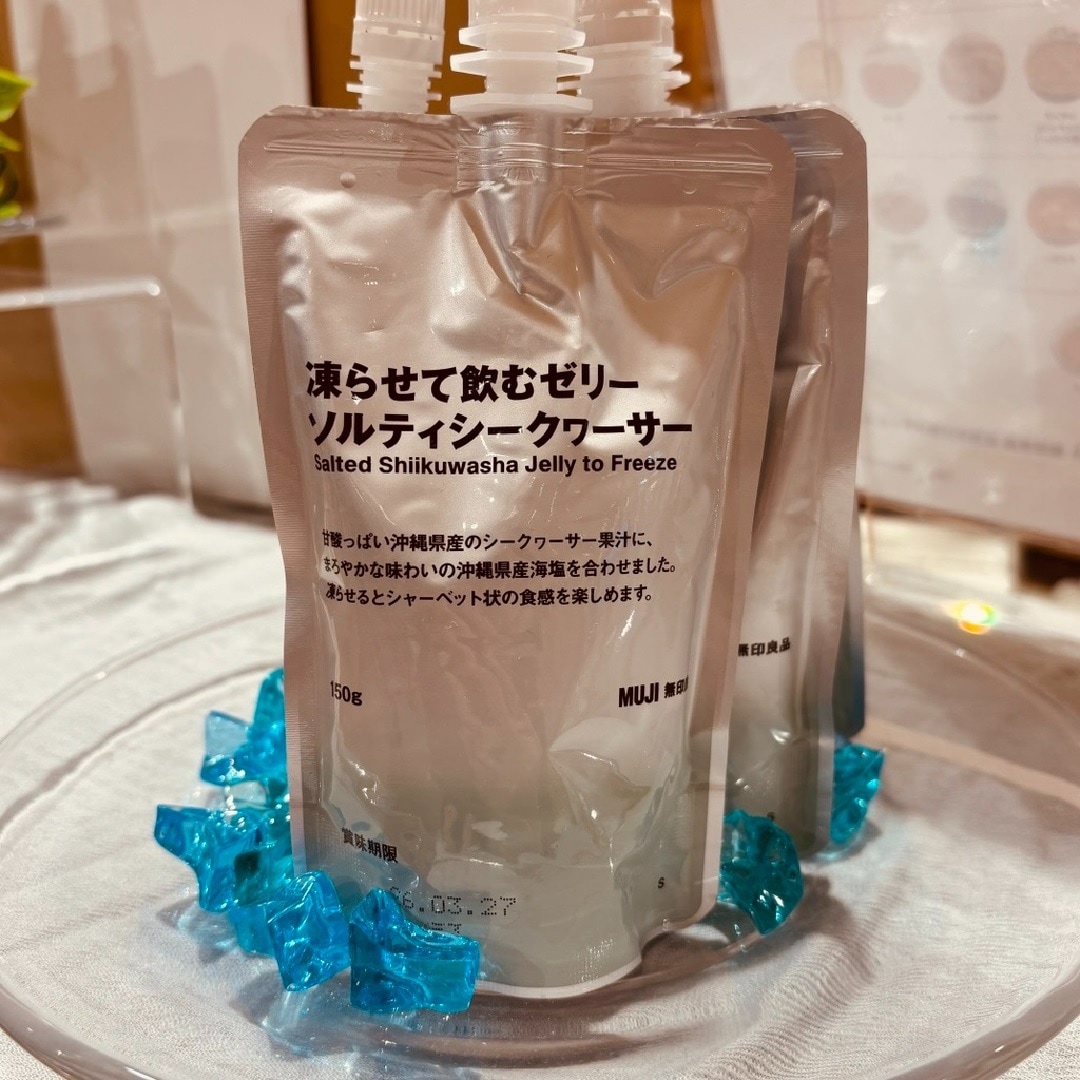 凍らせて飲むゼリー
ソルティシークヮーサー
Salted Shiikuwasha Jelly to Freeze
甘酸っぱい沖縄県産のシークヮーサー果汁に、
まろやかな味わいの沖縄県産海塩を合わせました。
凍らせるとシャーベット状の食感を楽しめます。
150g
MUJI 無印
無印良品
賞味期限
6.03.27
S
S